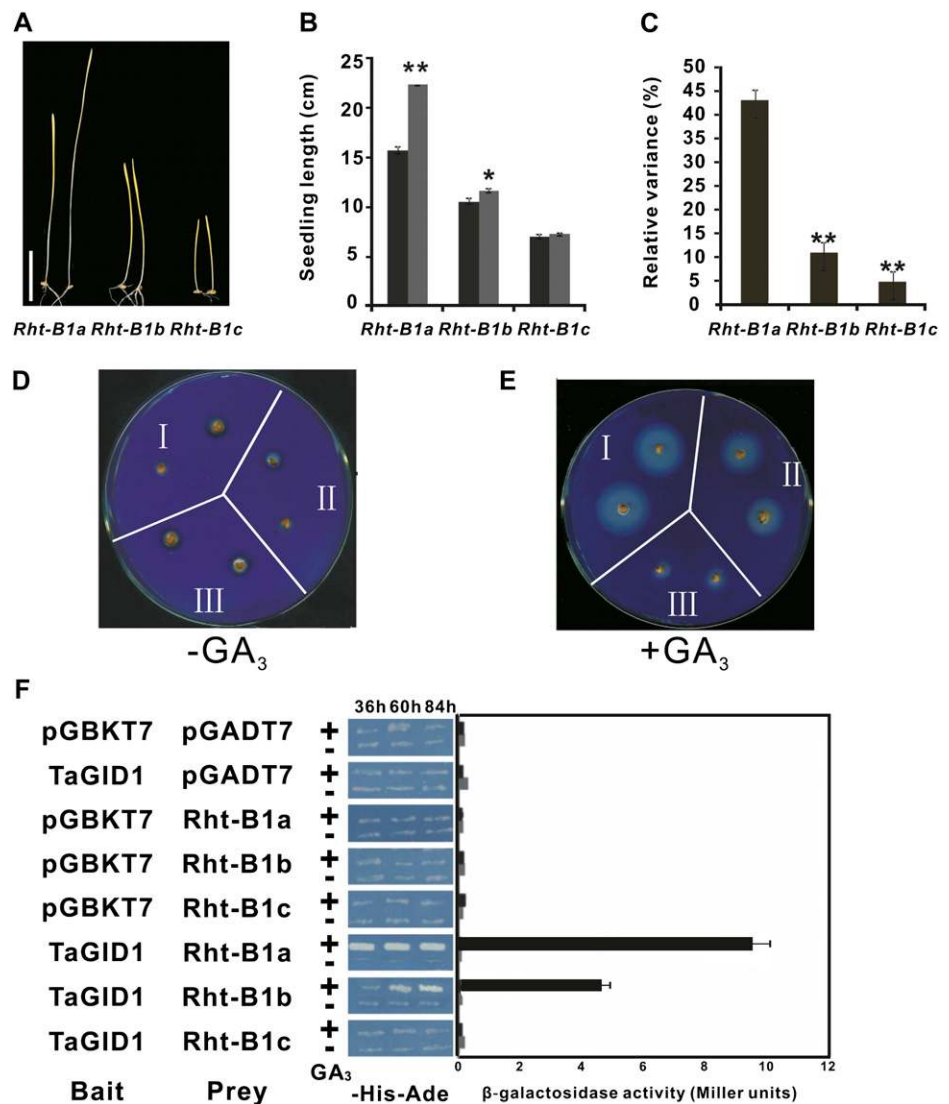 A
Rht-B1a Rht-B1b Rht-B1c
B
Seedling length (cm)
25
20
15
10
5
0
**
*
Rht-B1a Rht-B1b Rht-B1c
C
Relative variance (%)
50
45
40
35
30
25
20
15
10
5
0
**
**
Rht-B1a Rht-B1b Rht-B1c
D
I
II
III
-GA3
E
I
II
III
+GA3
F
36h 60h 84h
pGBKT7 pGADT7 +
-
TaGID1 pGADT7 +
-
pGBKT7 Rht-B1a +
-
pGBKT7 Rht-B1b +
-
pGBKT7 Rht-B1c +
-
TaGID1 Rht-B1a +
-
TaGID1 Rht-B1b +
-
TaGID1 Rht-B1c +
-
0 2 4 6 8 10 12
Bait Prey GA3 -His-Ade β-galactosidase activity (Miller units)